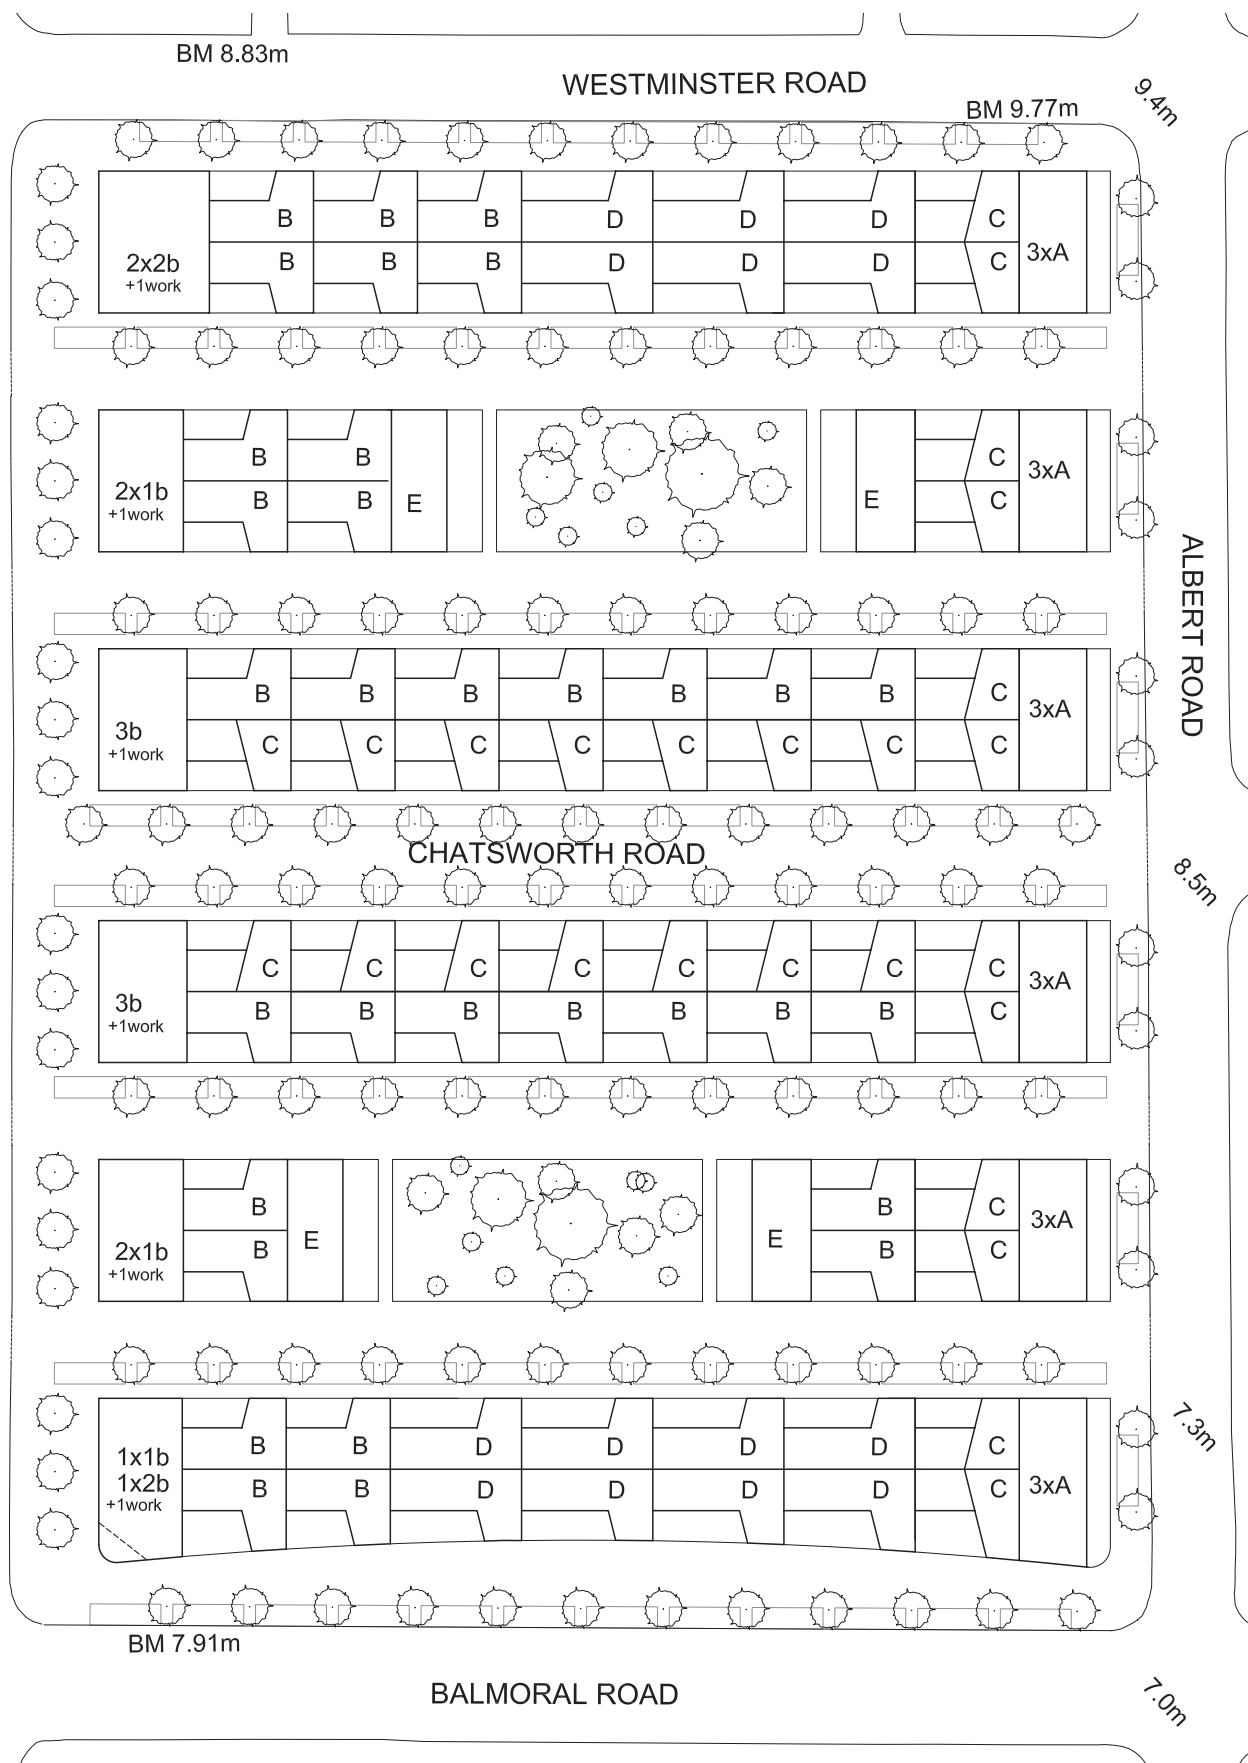 BM 8.83m
WESTMINSTER ROAD
9.4m
BM 9.77m
B B B D D D C
2x2b
+1work
B B B D D D C
3xA
B B C
2x1b
+1work
B B E E C
3xA
ALBERT ROAD
B B B B B B B C
3b
+1work
C C C C C C C C
3xA
CHATSWORTH ROAD
8.5m
C C C C C C C C
3b
+1work
B B B B B B B C
3xA
B B C
2x1b
+1work
B E E B C
3xA
7.3m
B B D D D D C
1x1b
1x2b
+1work
B B D D D D C
3xA
BM 7.91m
BALMORAL ROAD
7.0m